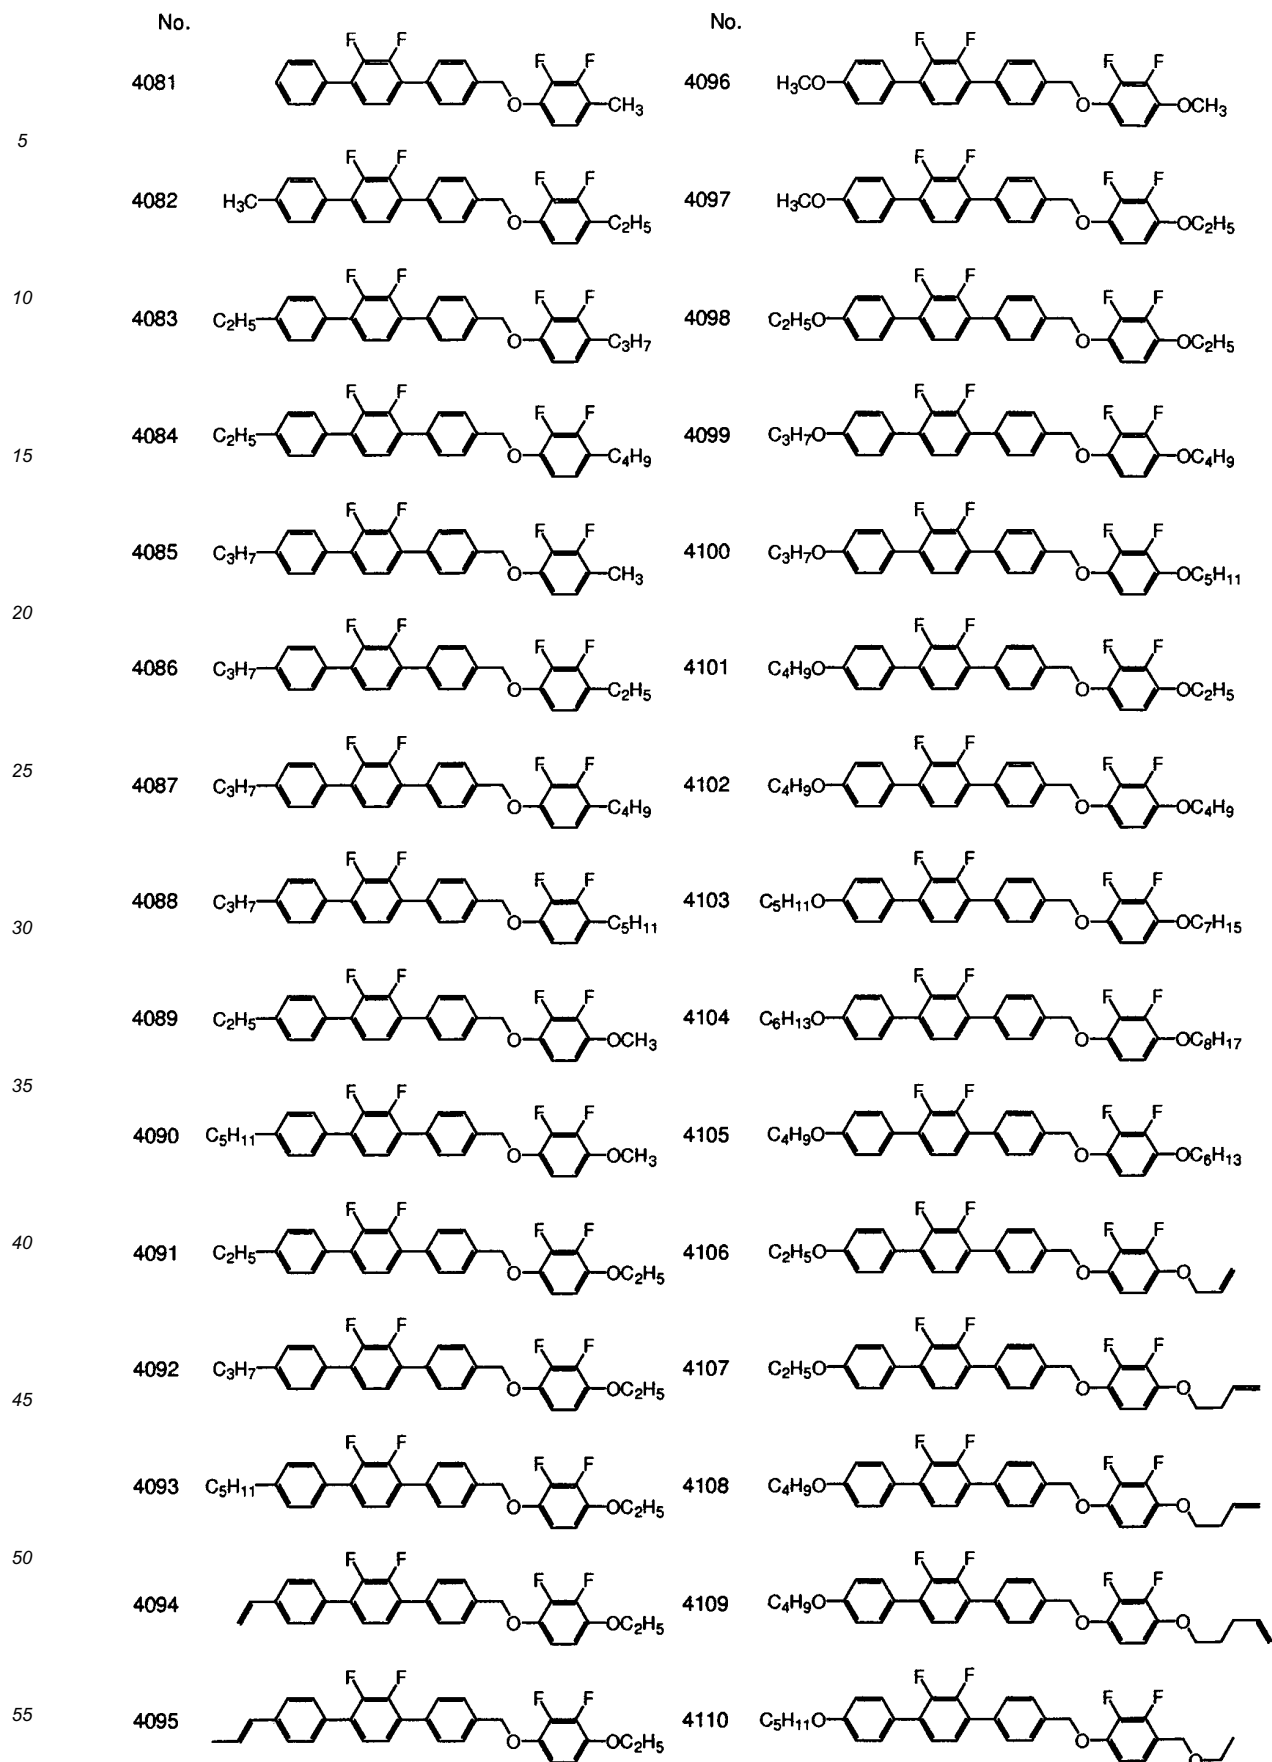 No. No.
4081 F F O F F CH3 4096 H3CO F F O F F OCH3
5
4082 H3C F F O F F C2H5 4097 H3CO F F O F F OC2H5
10
4083 C2H5 F F O F F C3H7 4098 C2H5O F F O F F OC2H5
4084 C2H5 F F O F F C4H9 4099 C3H7O F F O F F OC4H9
15
4085 C3H7 F F O F F CH3 4100 C3H7O F F O F F OC5H11
20
4086 C3H7 F F O F F C2H5 4101 C4H9O F F O F F OC2H5
25
4087 C3H7 F F O F F C4H9 4102 C4H9O F F O F F OC4H9
4088 C3H7 F F O F F C5H11 4103 C5H11O F F O F F OC7H15
30
4089 C2H5 F F O F F OCH3 4104 C6H13O F F O F F OC8H17
35
4090 C5H11 F F O F F OCH3 4105 C4H9O F F O F F OC6H13
40
4091 C2H5 F F O F F OC2H5 4106 C2H5O F F O F F O
4092 C3H7 F F O F F OC2H5 4107 C2H5O F F O F F O
45
4093 C5H11 F F O F F OC2H5 4108 C4H9O F F O F F O
50
4094 F F O F F OC2H5 4109 C4H9O F F O F F O
55
4095 F F O F F OC2H5 4110 C5H11O F F O F F O